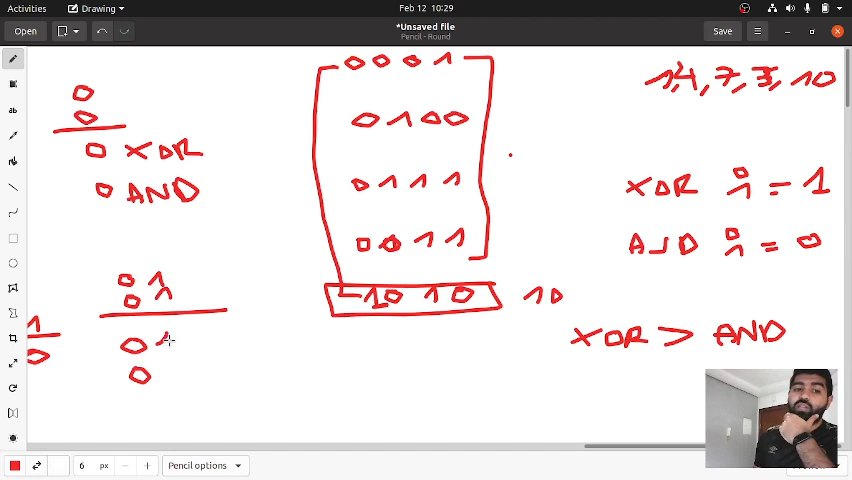 Activities
Drawing
Feb 12 10:29
Open
*Unsaved file
Pencil - Round
Save
0
0
0 XOR
0 AND
0 1
0 1
0 1
0
1
0
0 0 0 1
0 1 0 0
0 1 1 1
0 0 1 1
10 1 0
10
1, 4, 7, 3, 10
XOR 0 1 = 1
AND 0 1 = 0
XOR > AND
6 px
Pencil options